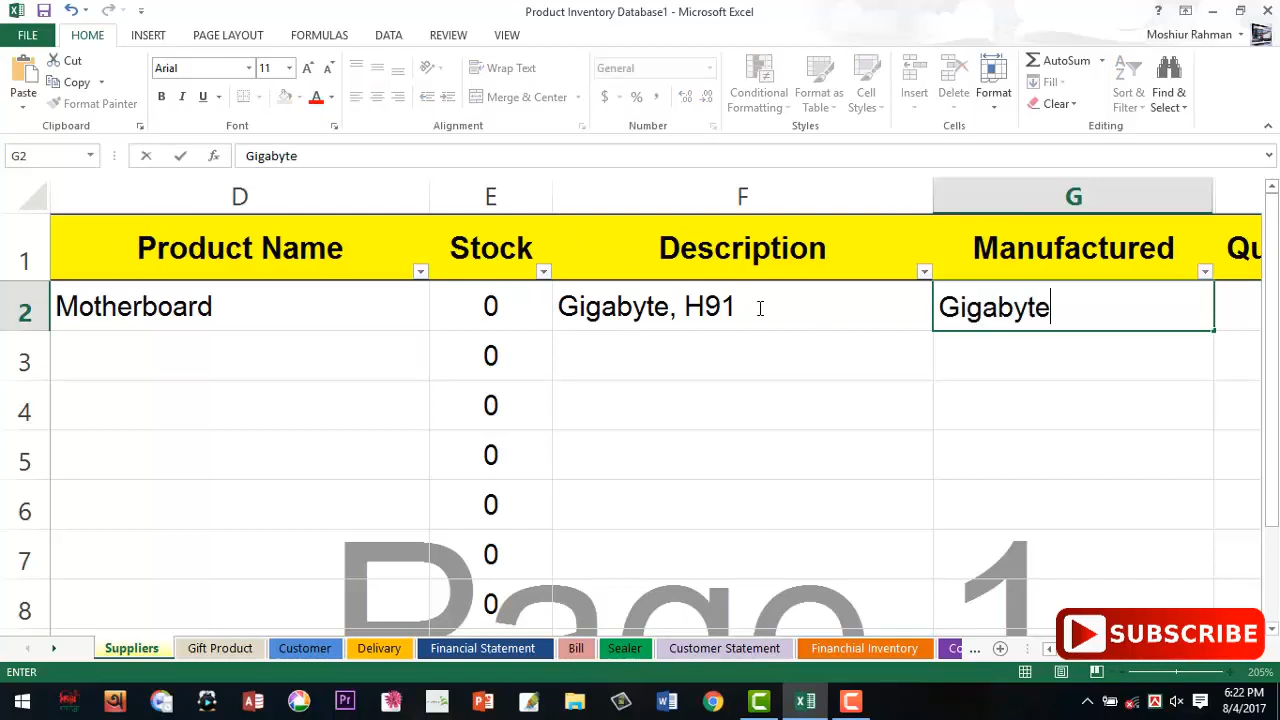 Product Inventory Database1 - Microsoft Excel
FILE HOME INSERT PAGE LAYOUT FORMULAS DATA REVIEW VIEW Moshiur Rahman
Paste
Cut
Copy
Format Painter
Clipboard
Arial 11
B I U A
Font
Wrap Text
Merge & Center
Alignment
General
$ % ,
Number
Conditional Formatting
Format as Table
Cell Styles
Styles
Insert Delete Format
Cells
AutoSum
Fill
Clear
Sort & Filter
Find & Select
Editing
G2 fx Gigabyte
D E F G
1 Product Name Stock Description Manufactured Qu
2 Motherboard 0 Gigabyte, H91 Gigabyte
3 0
4 0
5 0
6 0
7 0
8 0
Page 1
Suppliers Gift Product Customer Delivery Financial Statement Bill Sealer Customer Statement Financhial Inventory Co ...
SUBSCRIBE
ENTER 205%
6:22 PM
8/4/2017